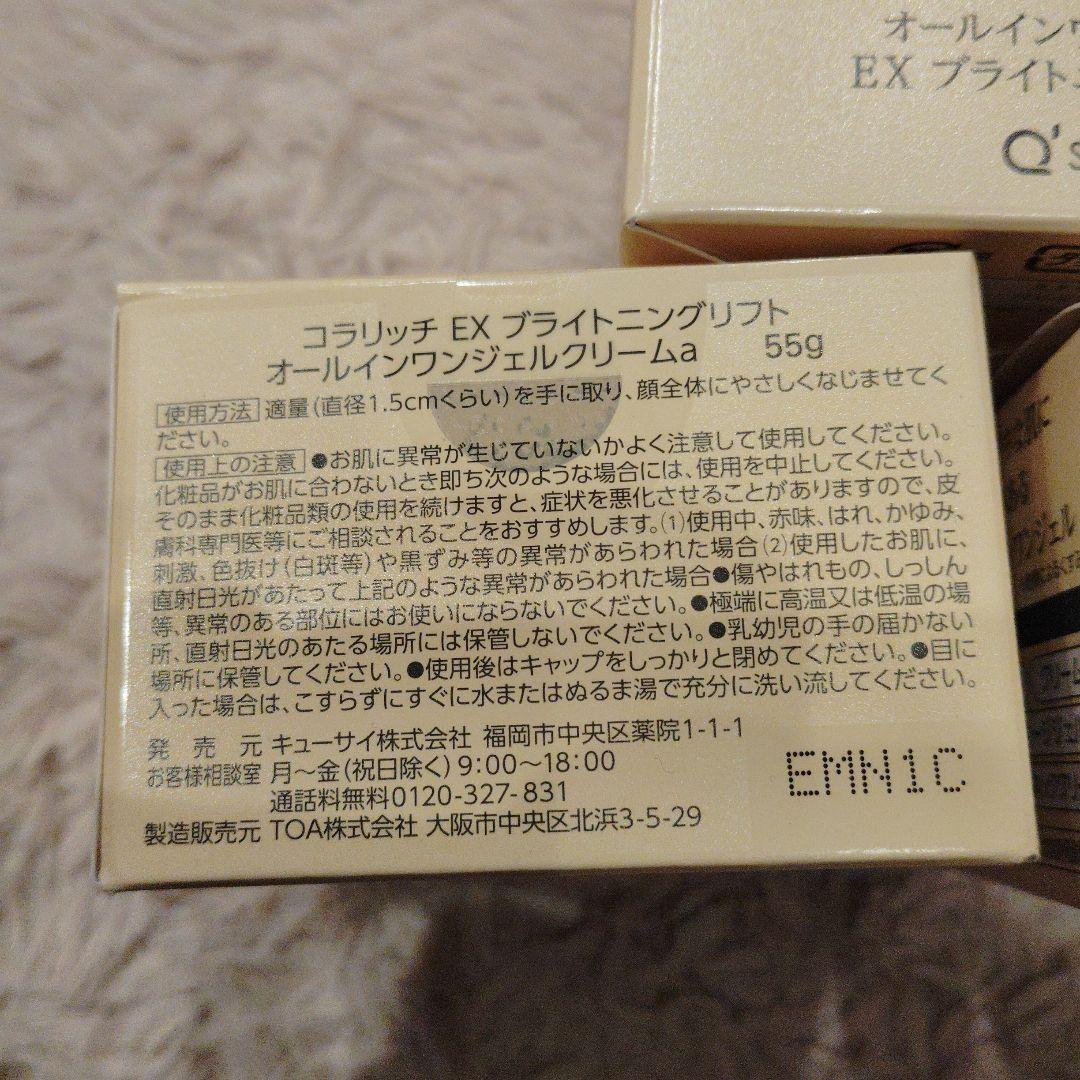 オールインワ
EX ブライト
Q's
コラリッチ EX ブライトニングリフト
オールインワンジェルクリームa 55g
使用方法 適量(直径1.5cmくらい)を手に取り、顔全体にやさしくなじませてく
ださい。
使用上の注意 ●お肌に異常が生じていないかよく注意して使用してください。
化粧品がお肌に合わないとき即ち次のような場合には、使用を中止してください。
そのまま化粧品類の使用を続けますと、症状を悪化させることがありますので、皮
膚科専門医等にご相談されることをおすすめします。(1)使用中、赤味、はれ、かゆみ、
刺激、色抜け(白斑等)や黒ずみ等の異常があらわれた場合(2)使用したお肌に、
直射日光があたって上記のような異常があらわれた場合●傷やはれもの、しっしん
等、異常のある部位にはお使いにならないでください。●極端に高温又は低温の場
所、直射日光のあたる場所には保管しないでください。●乳幼児の手の届かない
場所に保管してください。●使用後はキャップをしっかりと閉めてください。●目に
入った場合は、こすらずにすぐに水またはぬるま湯で充分に洗い流してください。
発売元 キューサイ株式会社 福岡市中央区薬院1-1-1
お客様相談室 月～金(祝日除く)9:00～18:00
通話料無料0120-327-831
製造販売元 TOA株式会社 大阪市中央区北浜3-5-29
EMN1C
ンジェル
クリーム